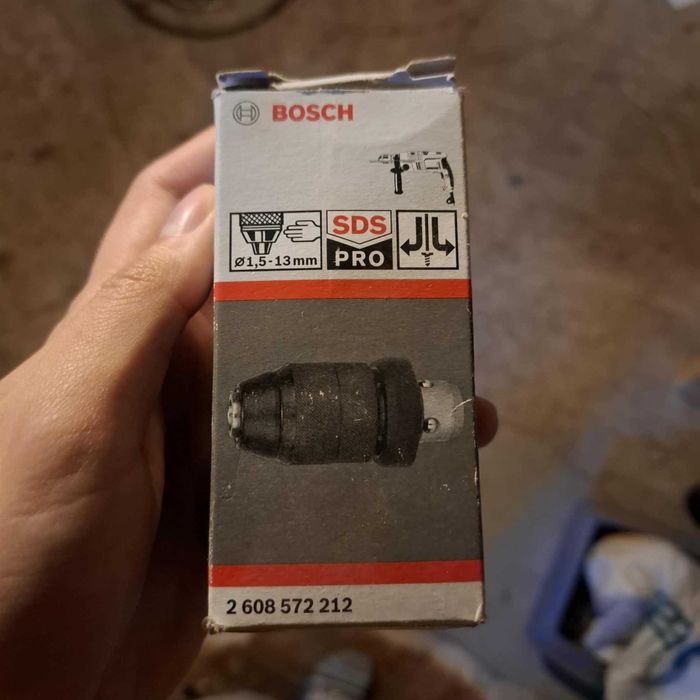 BOSCH
Ø1,5-13mm
SDS
PRO
2 608 572 212